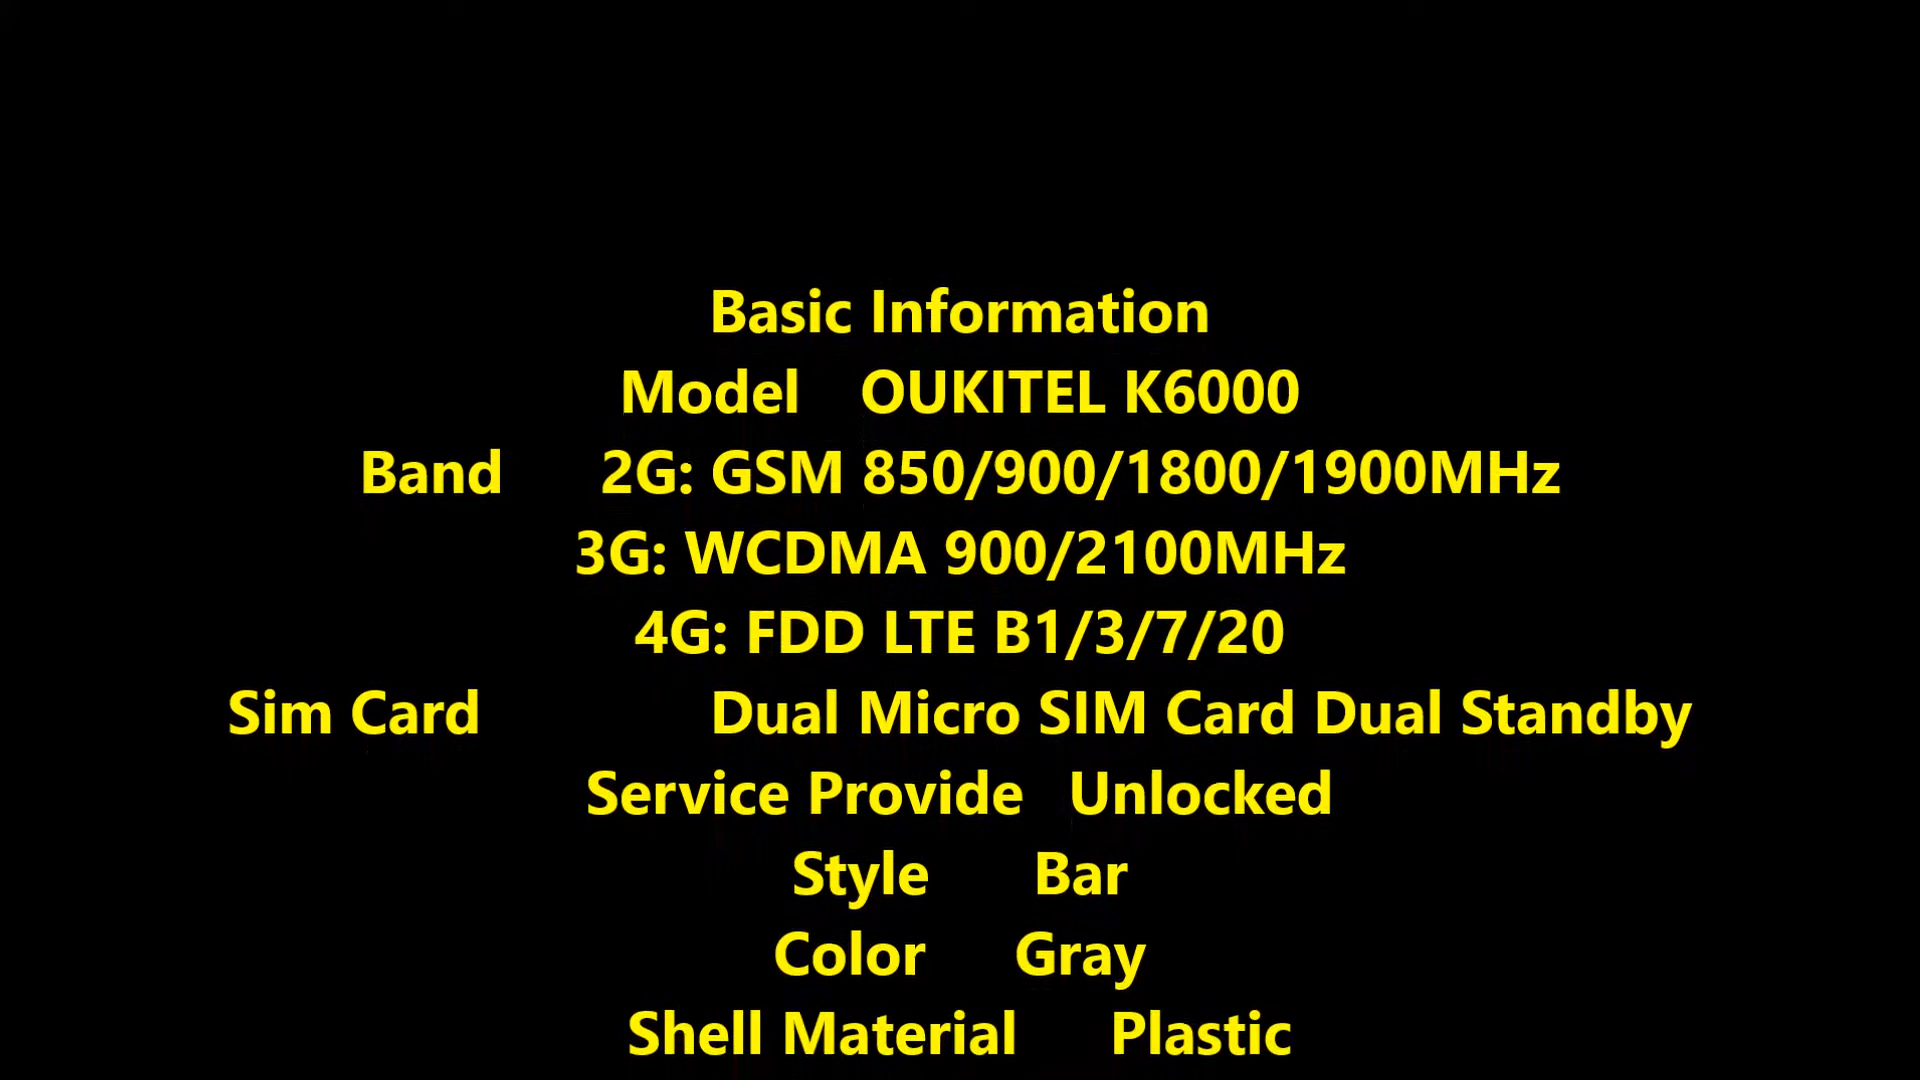 Basic Information
Model OUKITEL K6000
Band 2G: GSM 850/900/1800/1900MHz
3G: WCDMA 900/2100MHz
4G: FDD LTE B1/3/7/20
Sim Card Dual Micro SIM Card Dual Standby
Service Provide Unlocked
Style Bar
Color Gray
Shell Material Plastic